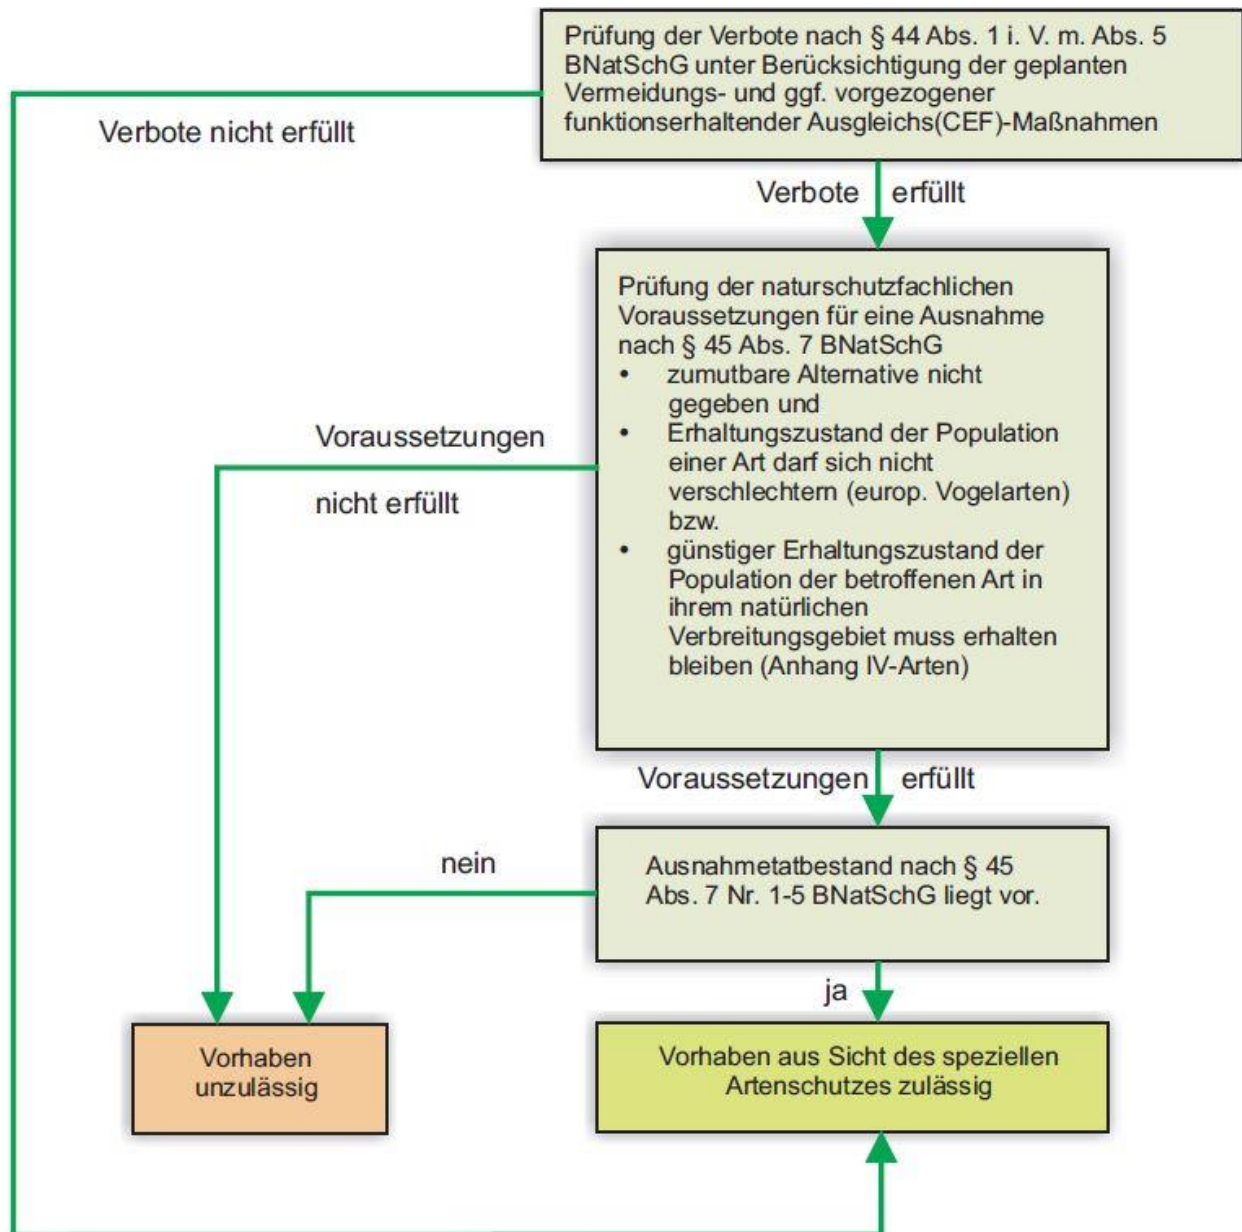 Prüfung der Verbote nach § 44 Abs. 1 i. V. m. Abs. 5
BNatSchG unter Berücksichtigung der geplanten
Vermeidungs- und ggf. vorgezogener
funktionserhaltender Ausgleichs(CEF)-Maßnahmen
Verbote nicht erfüllt
Verbote erfüllt
Prüfung der naturschutzfachlichen
Voraussetzungen für eine Ausnahme
nach § 45 Abs. 7 BNatSchG
• zumutbare Alternative nicht
gegeben und
• Erhaltungszustand der Population
einer Art darf sich nicht
verschlechtern (europ. Vogelarten)
bzw.
• günstiger Erhaltungszustand der
Population der betroffenen Art in
ihrem natürlichen
Verbreitungsgebiet muss erhalten
bleiben (Anhang IV-Arten)
Voraussetzungen
nicht erfüllt
Voraussetzungen erfüllt
Ausnahmetatbestand nach § 45
Abs. 7 Nr. 1-5 BNatSchG liegt vor.
nein
ja
Vorhaben
unzulässig
Vorhaben aus Sicht des speziellen
Artenschutzes zulässig